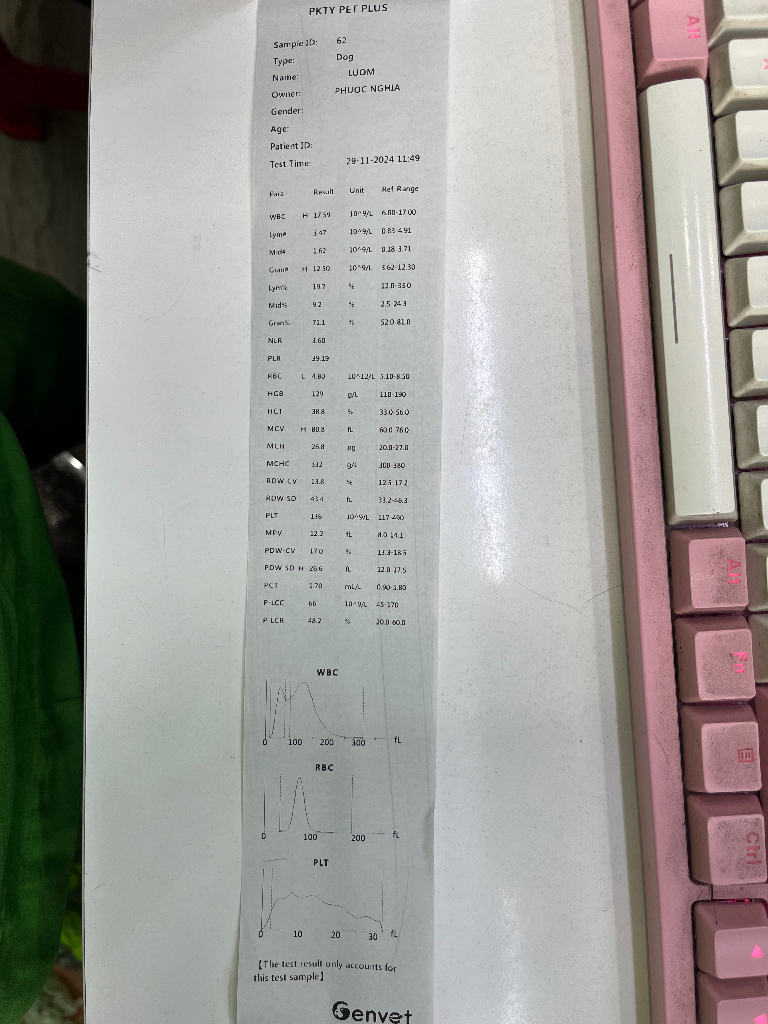 PKTY PET PLUS
Sample ID: 62
Type: Dog
Name: LUOM
Owner: PHUOC NGHIA
Gender:
Age:
Patient ID:
Test Time: 29-11-2024 11:49
Para Result Unit Ref. Range
WBC H 17.59 10^9/L 6.00-17.00
Lym# 3.47 10^9/L 0.83-4.91
Mid# 1.62 10^9/L 0.18-3.71
Gran# H 12.50 10^9/L 3.62-12.30
Lym% 19.7 % 12.0-33.0
Mid% 9.2 % 2.5-24.3
Gran% 71.1 % 52.0-81.0
NLR 3.60
PLR 39.19
RBC L 4.80 10^12/L 5.10-8.50
HGB 129 g/L 110-190
HCT 38.8 % 33.0-56.0
MCV H 80.8 fL 60.0-76.0
MCH 26.8 pg 20.0-27.0
MCHC 332 g/L 300-380
RDW-CV 13.8 % 12.5-17.2
RDW-SD 43.4 fL 33.2-46.3
PLT 136 10^9/L 117-490
MPV 12.2 fL 8.0-14.1
PDW-CV 17.0 % 13.3-18.5
PDW-SD H 26.6 fL 12.0-17.5
PCT 1.70 mL/L 0.90-5.80
P-LCC 66 10^9/L 45-170
P-LCR 48.2 % 20.0-60.0
WBC
0 100 200 300 fL
RBC
0 100 200 fL
PLT
0 10 20 30 fL
【The test result only accounts for
this test sample】
Genvet
Alt
Alt
Fn
Ctrl